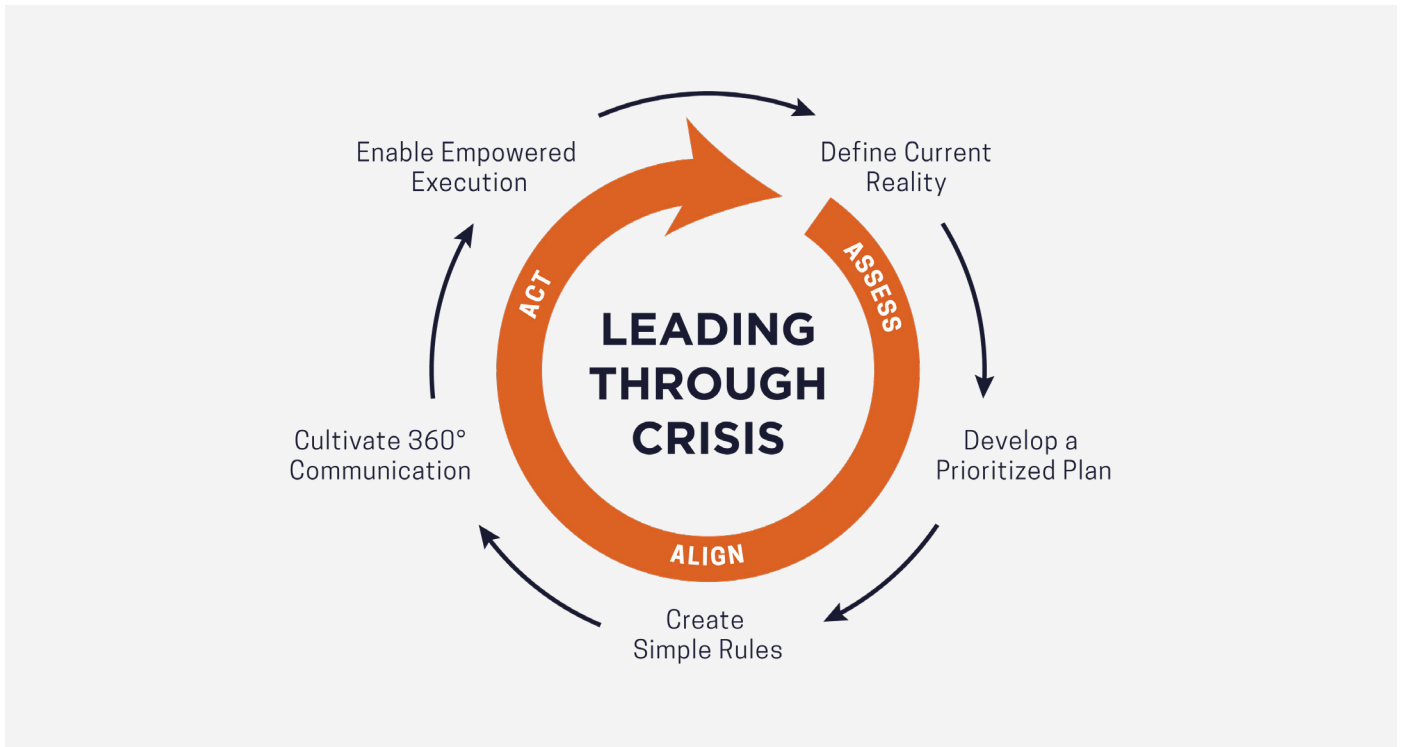 Enable Empowered
Execution
Define Current
Reality
ASSESS
ACT
LEADING
THROUGH
CRISIS
Cultivate 360°
Communication
Develop a
Prioritized Plan
ALIGN
Create
Simple Rules